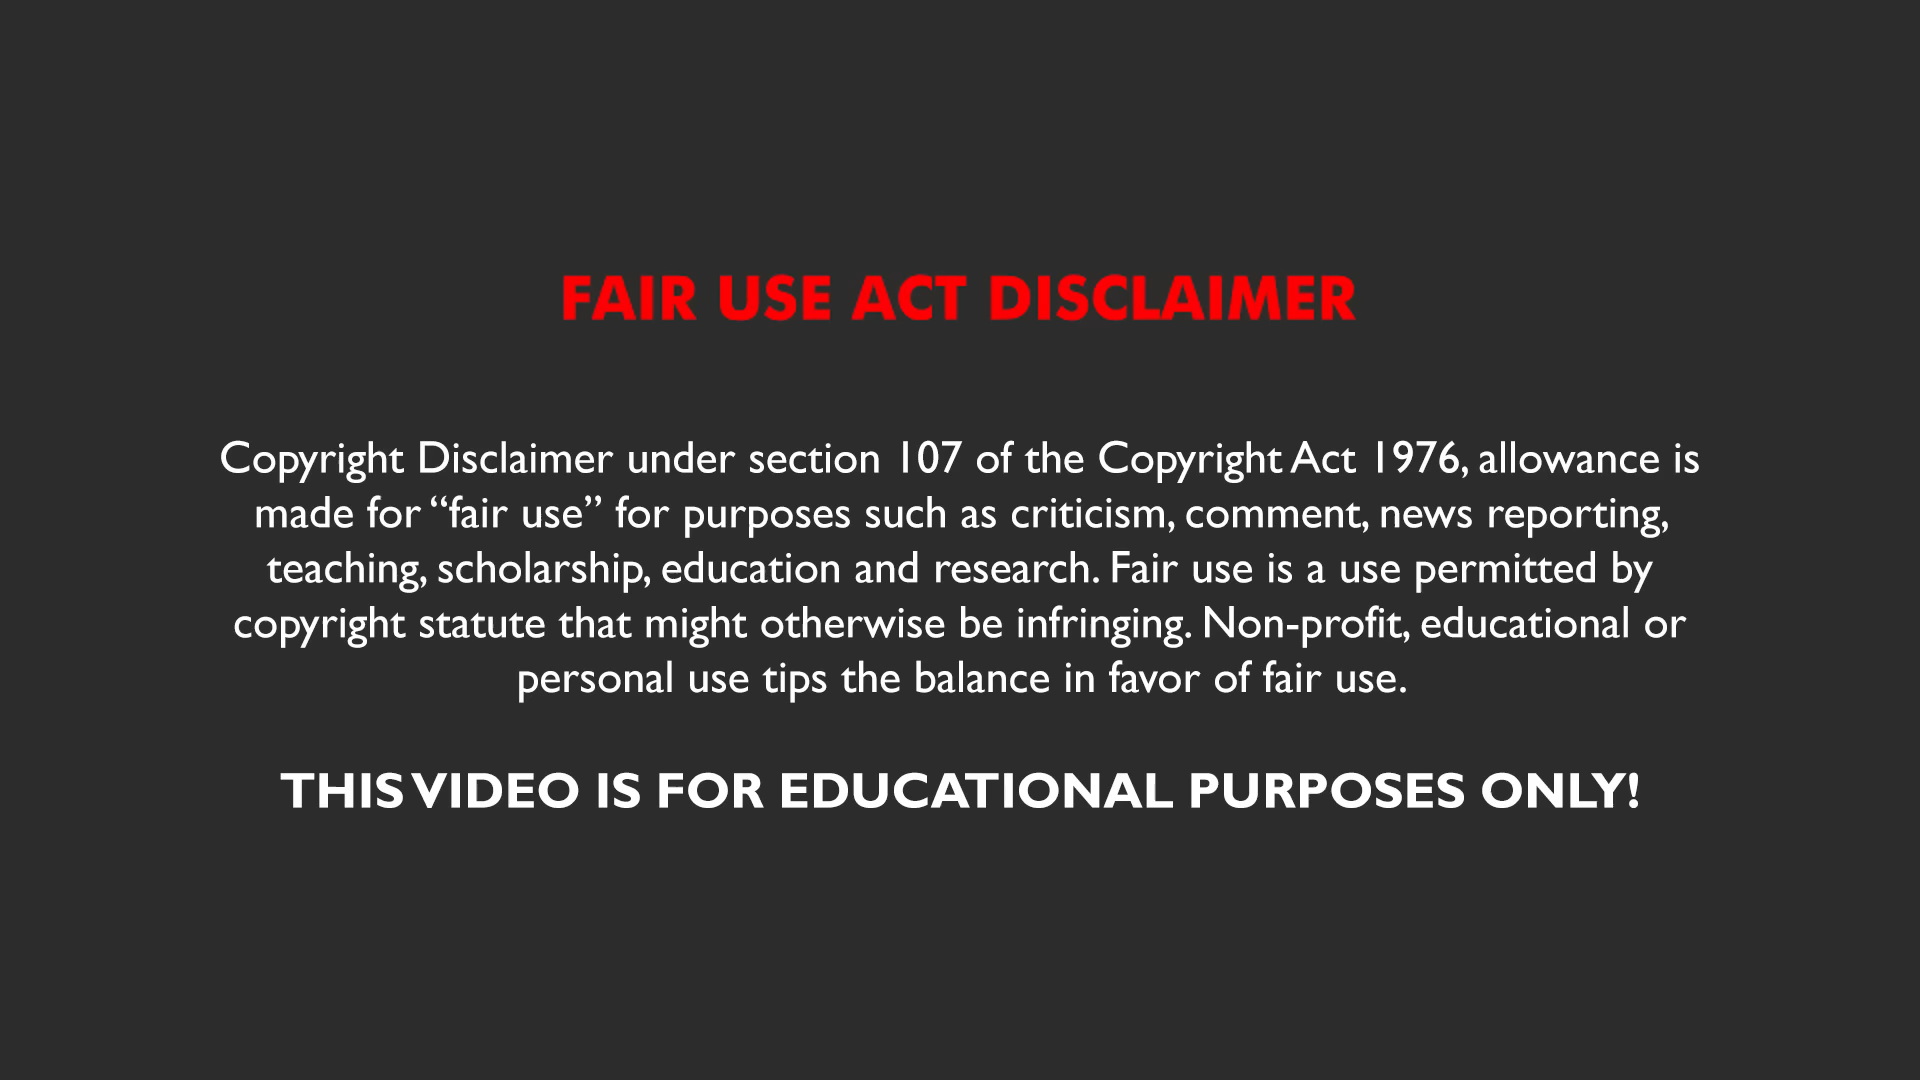 FAIR USE ACT DISCLAIMER
Copyright Disclaimer under section 107 of the Copyright Act 1976, allowance is
made for “fair use” for purposes such as criticism, comment, news reporting,
teaching, scholarship, education and research. Fair use is a use permitted by
copyright statute that might otherwise be infringing. Non-profit, educational or
personal use tips the balance in favor of fair use.
THIS VIDEO IS FOR EDUCATIONAL PURPOSES ONLY!